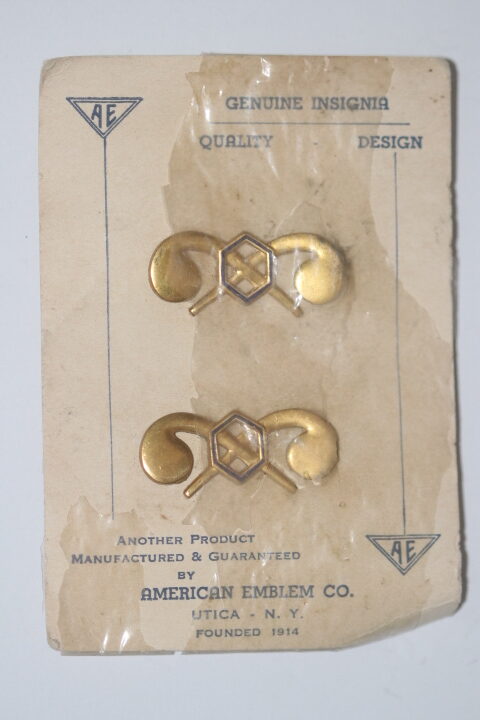 AE
GENUINE INSIGNIA
QUALITY DESIGN
ANOTHER PRODUCT
MANUFACTURED & GUARANTEED
BY
AMERICAN EMBLEM CO.
UTICA - N. Y.
FOUNDED 1914
AE